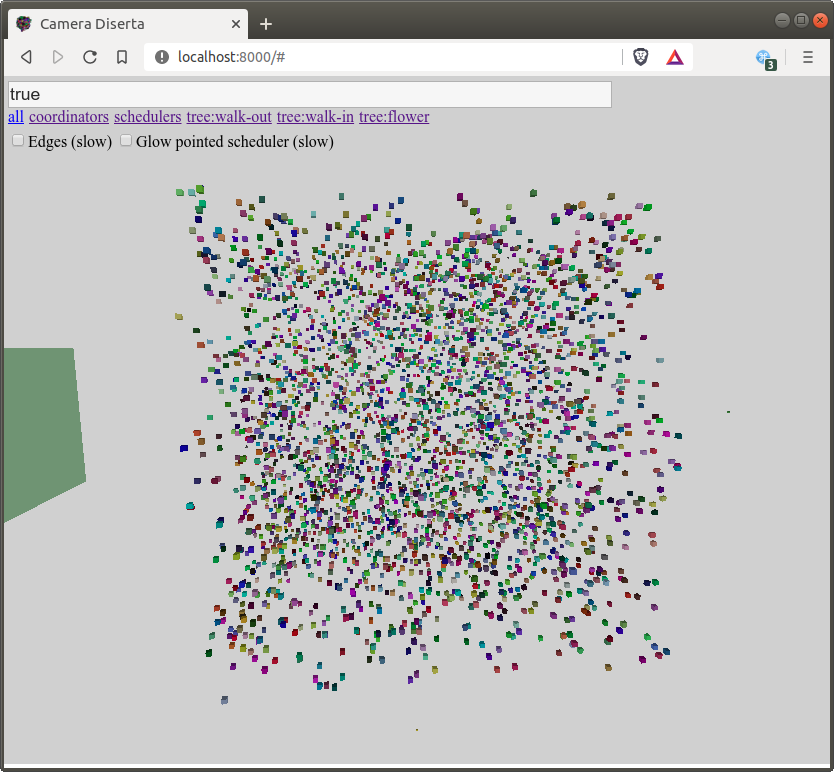 Camera Diserta
localhost:8000/#
3
true
all coordinators schedulers tree:walk-out tree:walk-in tree:flower
Edges (slow) Glow pointed scheduler (slow)